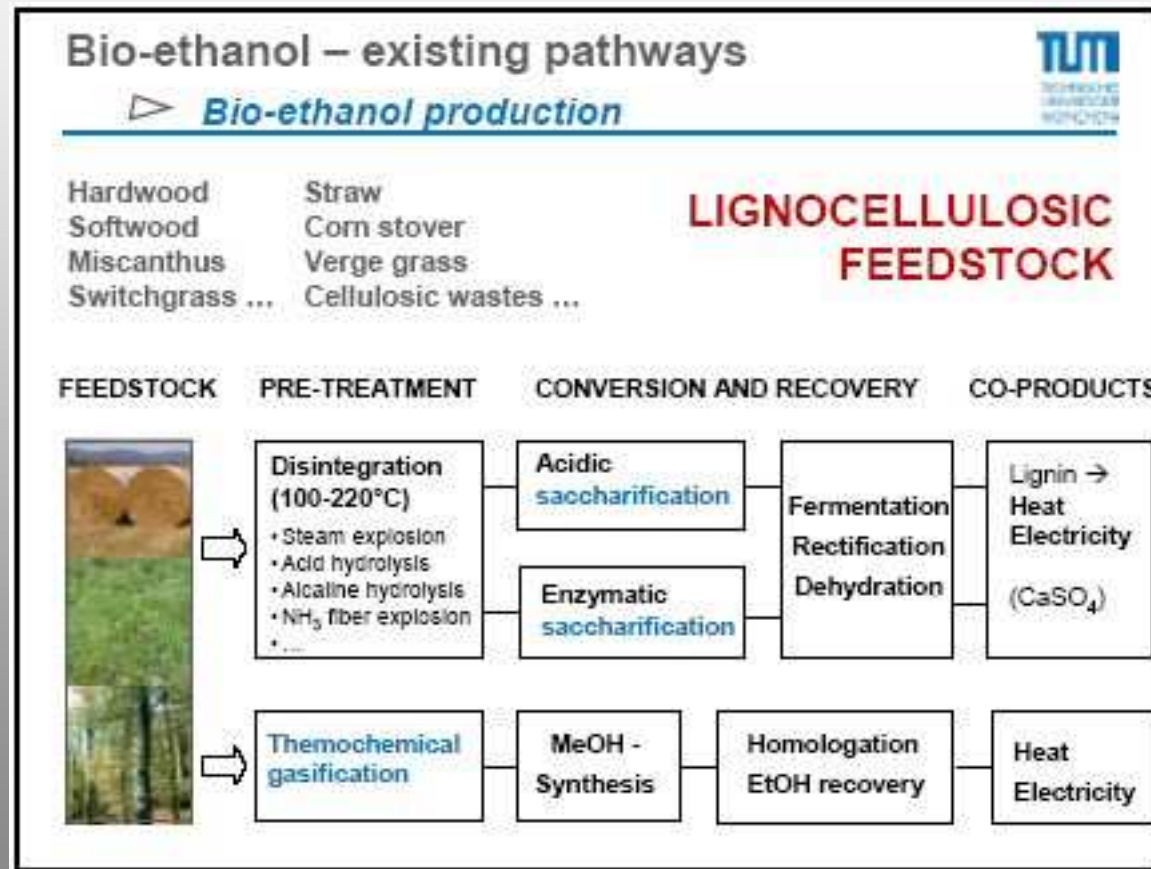 Bio-ethanol – existing pathways
TUM
Bio-ethanol production
Hardwood Straw
Softwood Corn stover
Miscanthus Verge grass
Switchgrass ... Cellulosic wastes ...
LIGNOCELLULOSIC
FEEDSTOCK
FEEDSTOCK PRE-TREATMENT CONVERSION AND RECOVERY CO-PRODUCTS
Disintegration
(100-220°C)
• Steam explosion
• Acid hydrolysis
• Alcaline hydrolysis
• NH3 fiber explosion
• ...
Acidic
saccharification
Enzymatic
saccharification
Fermentation
Rectification
Dehydration
Lignin →
Heat
Electricity
(CaSO4)
Themochemical
gasification
MeOH -
Synthesis
Homologation
EtOH recovery
Heat
Electricity